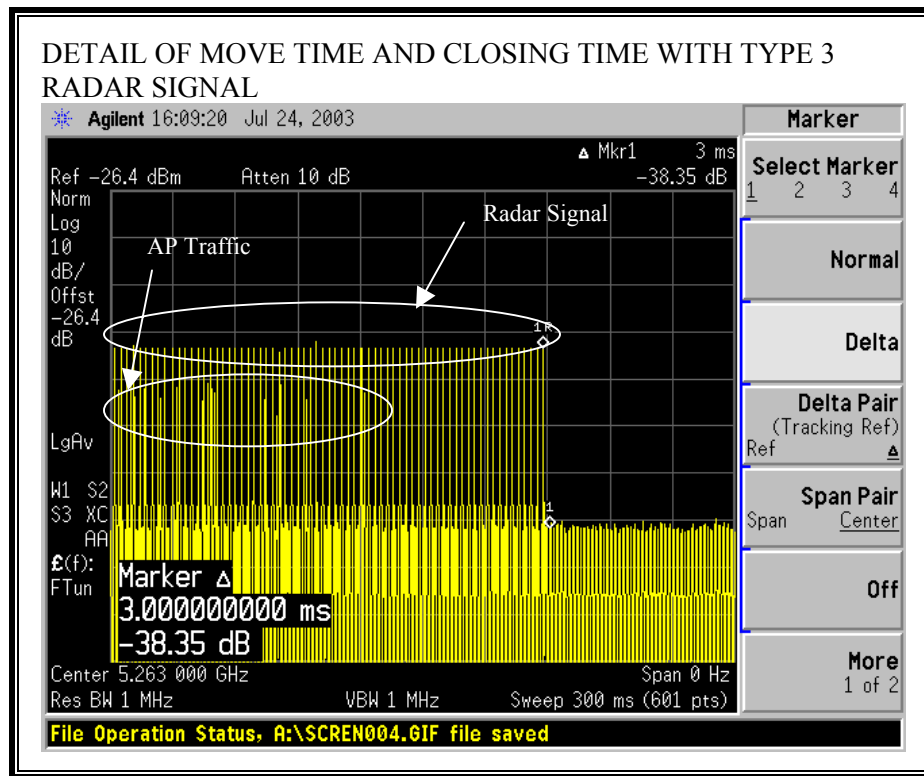 DETAIL OF MOVE TIME AND CLOSING TIME WITH TYPE 3
RADAR SIGNAL
Agilent 16:09:20 Jul 24, 2003
Marker
Δ Mkr1 3 ms
Ref -26.4 dBm Atten 10 dB -38.35 dB
Norm
Log
10
dB/
Offst
-26.4
dB
LgAv
W1 S2
S3 XC
AA
£(f):
FTun
Radar Signal
AP Traffic
1R
1
Marker Δ
3.000000000 ms
-38.35 dB
Center 5.263 000 GHz Span 0 Hz
Res BW 1 MHz VBW 1 MHz Sweep 300 ms (601 pts)
File Operation Status, A:\SCREN004.GIF file saved
Select Marker
1 2 3 4
Normal
Delta
Delta Pair
(Tracking Ref)
Ref Δ
Span Pair
Span Center
Off
More
1 of 2